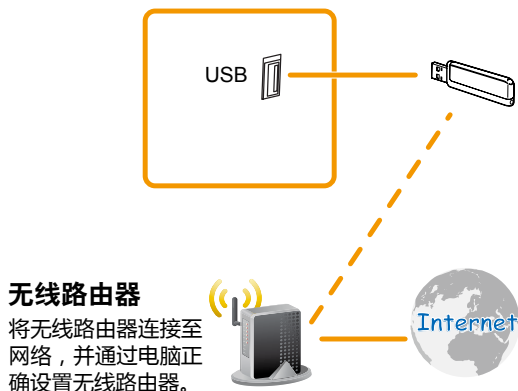 USB
Internet
无线路由器
将无线路由器连接至
网络，并通过电脑正
确设置无线路由器。